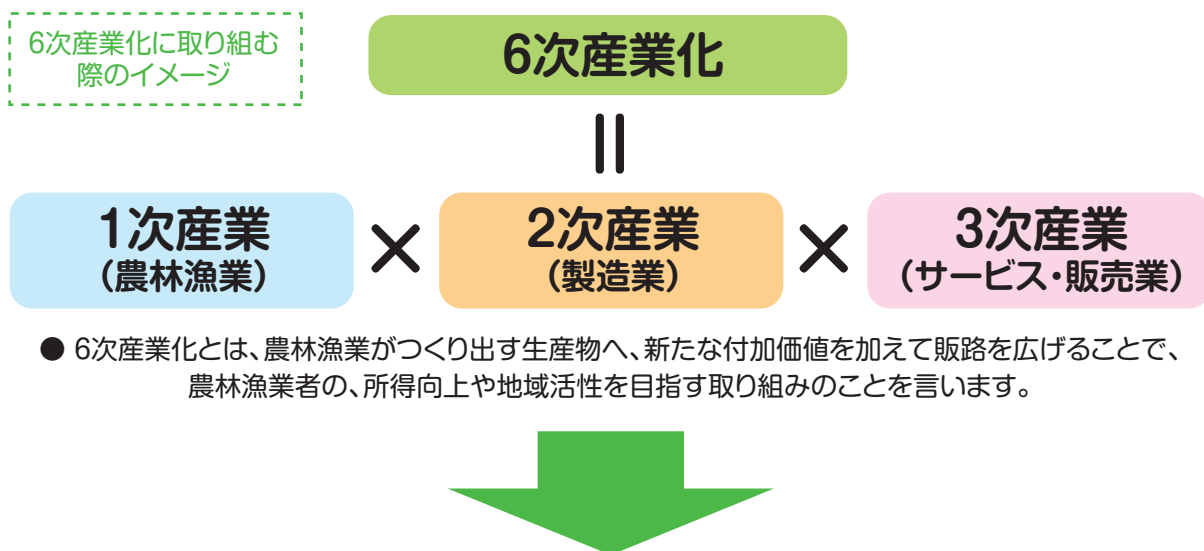 6次産業化に取り組む
際のイメージ
6次産業化
＝
1次産業
(農林漁業)
×
2次産業
(製造業)
×
3次産業
(サービス・販売業)
● 6次産業化とは、農林漁業がつくり出す生産物へ、新たな付加価値を加えて販路を広げることで、
農林漁業者の、所得向上や地域活性を目指す取り組みのことを言います。